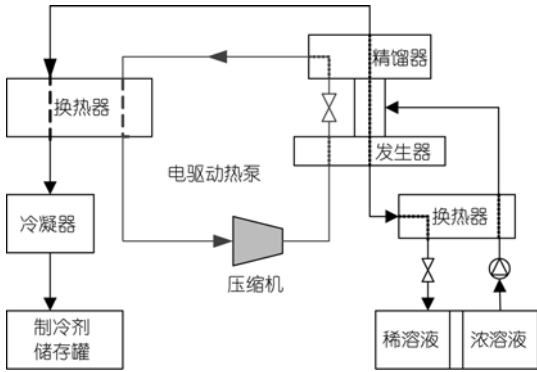 精馏器
换热器
发生器
电驱动热泵
冷凝器
换热器
压缩机
制冷剂
储存罐
稀溶液
浓溶液